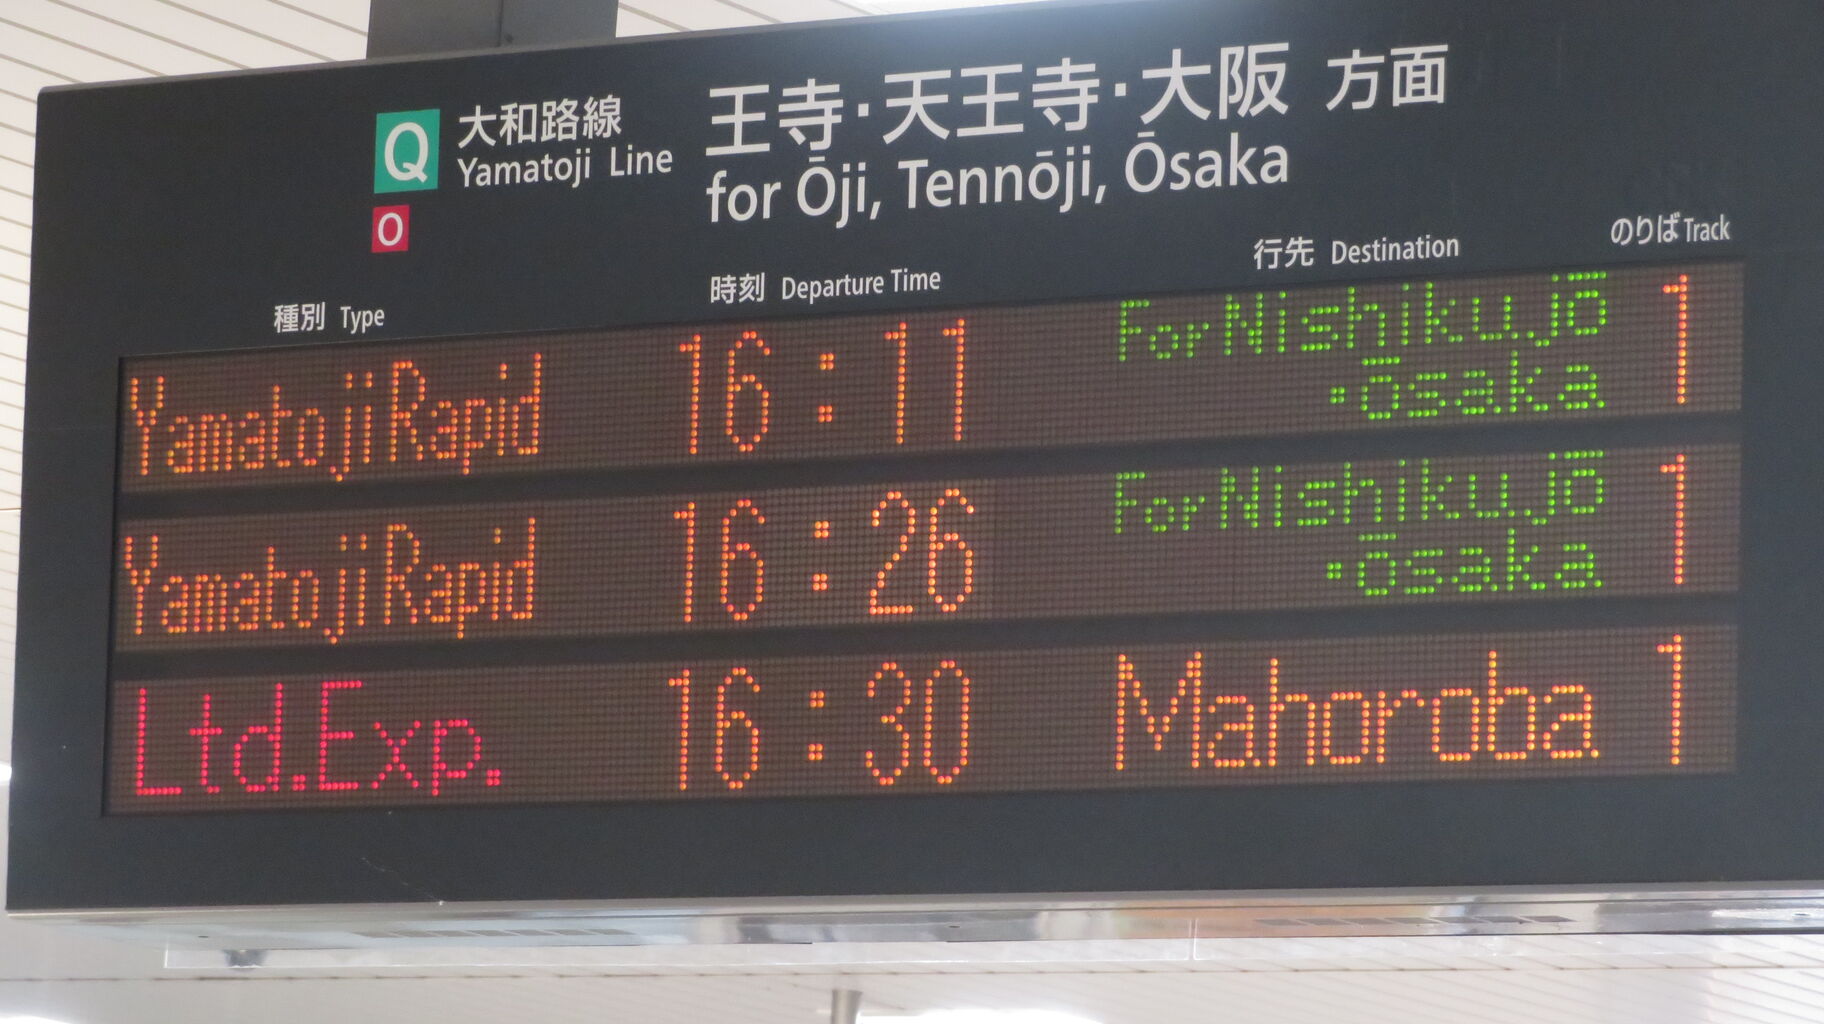 Q 大和路線 王寺・天王寺・大阪 方面
Yamatoji Line for Ōji, Tennōji, Ōsaka
O
種別 Type 時刻 Departure Time 行先 Destination のりば Track
Yamatoji Rapid 16:11 For Nishikujō 1
・ōsaka
Yamatoji Rapid 16:26 For Nishikujō 1
・ōsaka
Ltd.Exp. 16:30 Mahoroba 1